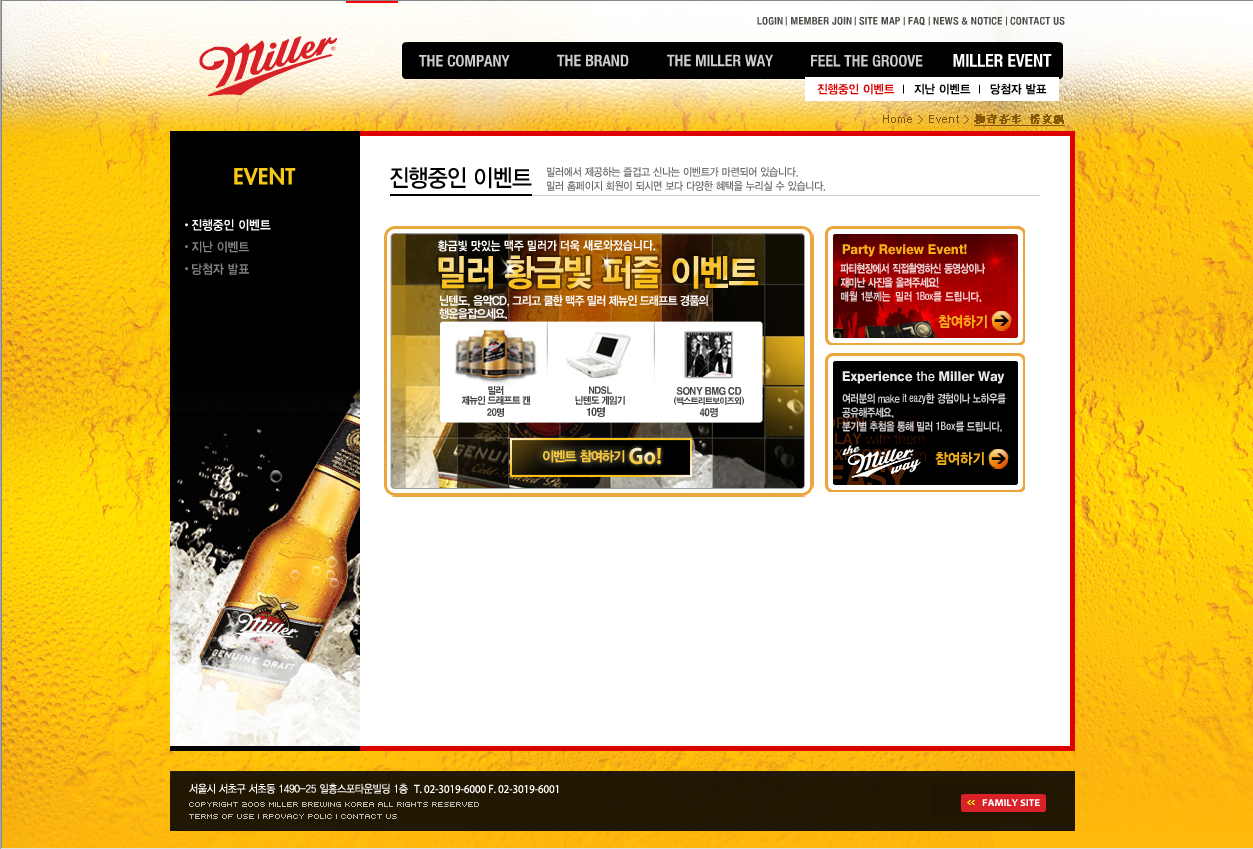 LOGIN | MEMBER JOIN | SITE MAP | FAQ | NEWS & NOTICE | CONTACT US
Miller
THE COMPANY THE BRAND THE MILLER WAY FEEL THE GROOVE MILLER EVENT
진행중인 이벤트 | 지난 이벤트 | 당첨자 발표
Home > Event >
EVENT
· 진행중인 이벤트
· 지난 이벤트
· 당첨자 발표
진행중인 이벤트
밀러에서 제공하는 즐겁고 신나는 이벤트가 마련되어 있습니다.
밀러 홈페이지 회원이 되시면 보다 다양한 혜택을 누리실 수 있습니다.
황금빛 맛있는 맥주 밀러가 더욱 새로와졌습니다.
밀러 황금빛 퍼즐 이벤트
닌텐도, 음악CD, 그리고 쿨한 맥주 밀러 제뉴인 드래프트 경품의
행운을잡으세요.
밀러
제뉴인 드래프트 캔
20명
NDSL
닌텐도 게임기
10명
SONY BMG CD
(백스트리트보이즈외)
40명
이벤트 참여하기 Go!
Party Review Event!
파티현장에서 직접촬영하신 동영상이나
재미난 사진을 올려주세요!
매월 1분께는 밀러 1Box를 드립니다.
참여하기
Experience the Miller Way
여러분의 make it eazy한 경험이나 노하우를
공유해주세요.
분기별 추첨을 통해 밀러 1Box를 드립니다.
the Miller way
참여하기
Miller
GENUINE DRAFT
서울시 서초구 서초동 1490-25 일흥스포타운빌딩 1층 T. 02-3019-6000 F. 02-3019-6001
COPYRIGHT 2008 MILLER BREWING KOREA ALL RIGHTS RESERVED
TERMS OF USE | RPOVACY POLIC | CONTACT US
FAMILY SITE